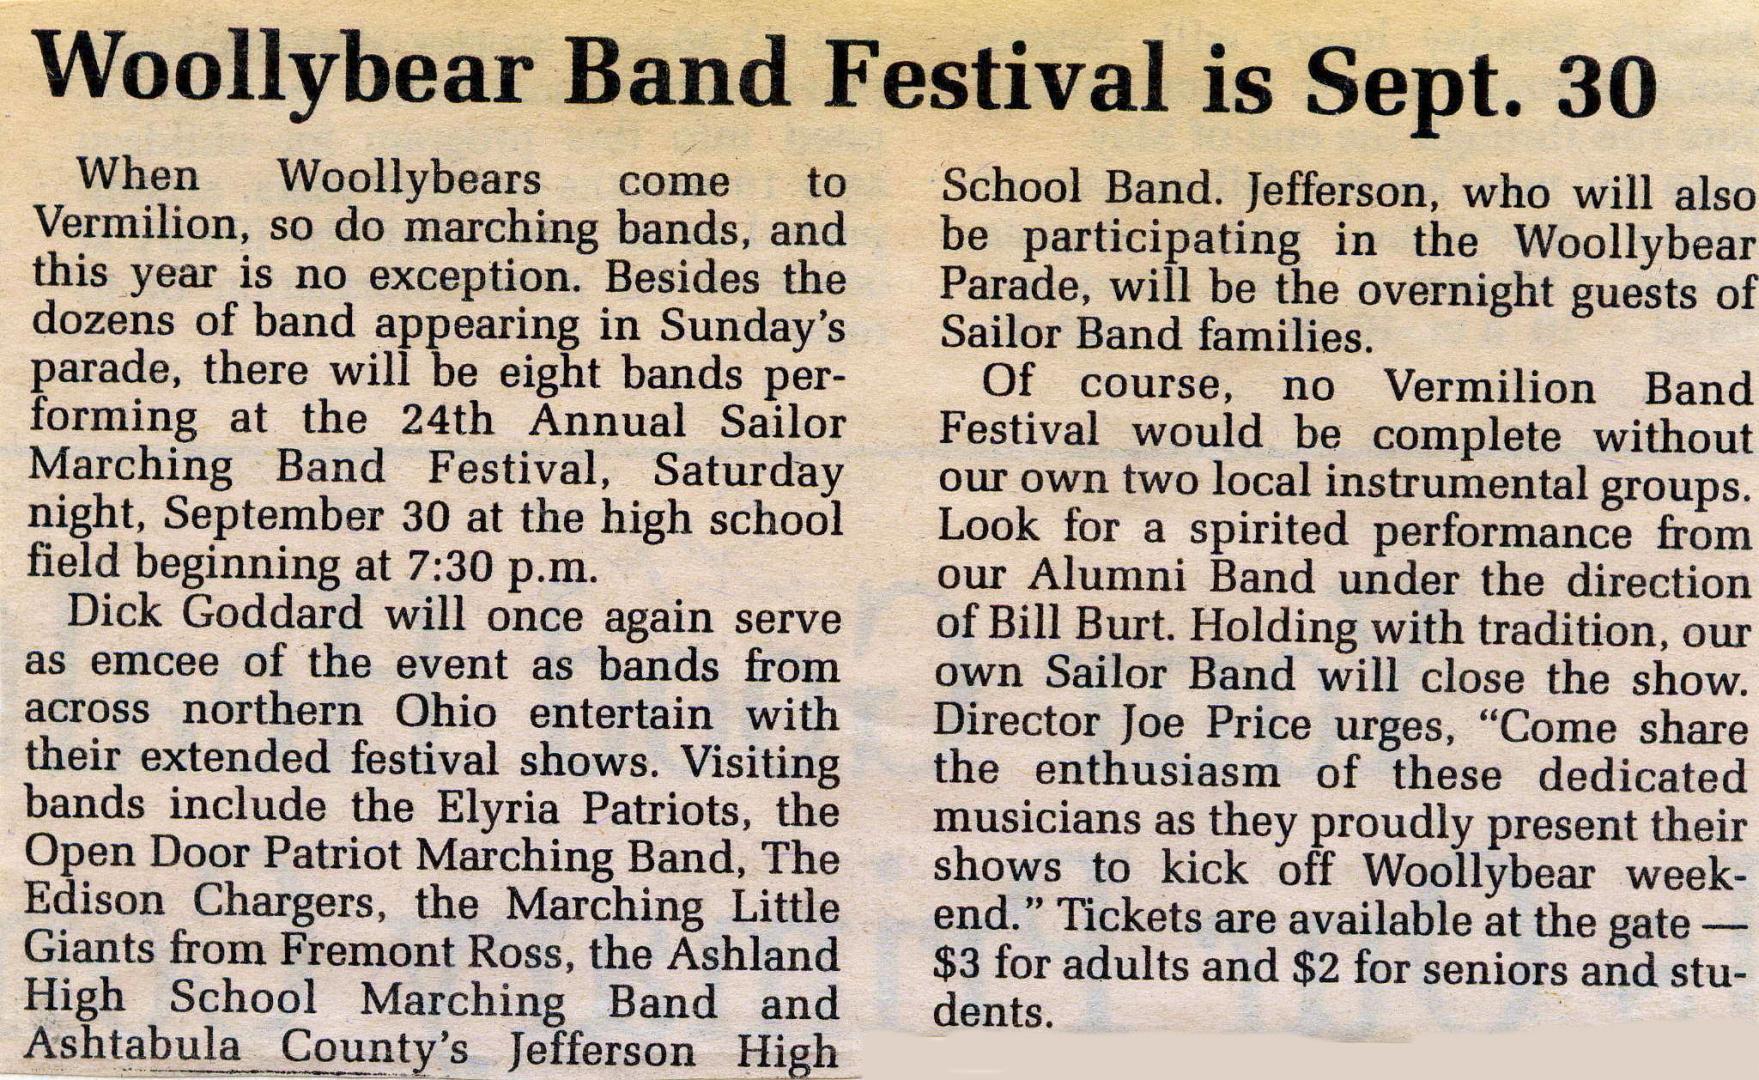 Woollybear Band Festival is Sept. 30
When Woollybears come to
Vermilion, so do marching bands, and
this year is no exception. Besides the
dozens of band appearing in Sunday's
parade, there will be eight bands per-
forming at the 24th Annual Sailor
Marching Band Festival, Saturday
night, September 30 at the high school
field beginning at 7:30 p.m.
Dick Goddard will once again serve
as emcee of the event as bands from
across northern Ohio entertain with
their extended festival shows. Visiting
bands include the Elyria Patriots, the
Open Door Patriot Marching Band, The
Edison Chargers, the Marching Little
Giants from Fremont Ross, the Ashland
High School Marching Band and
Ashtabula County's Jefferson High
School Band. Jefferson, who will also
be participating in the Woollybear
Parade, will be the overnight guests of
Sailor Band families.
Of course, no Vermilion Band
Festival would be complete without
our own two local instrumental groups.
Look for a spirited performance from
our Alumni Band under the direction
of Bill Burt. Holding with tradition, our
own Sailor Band will close the show.
Director Joe Price urges, “Come share
the enthusiasm of these dedicated
musicians as they proudly present their
shows to kick off Woollybear week-
end.” Tickets are available at the gate —
$3 for adults and $2 for seniors and stu-
dents.